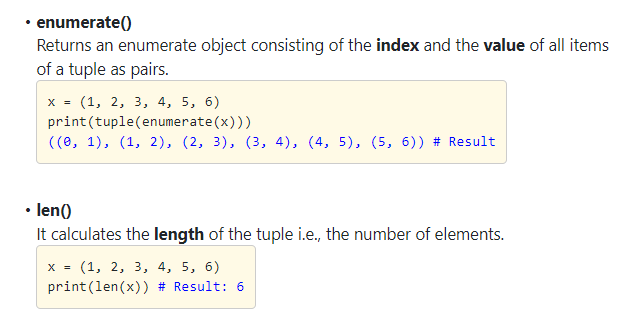 • enumerate()
Returns an enumerate object consisting of the index and the value of all items
of a tuple as pairs.
x = (1, 2, 3, 4, 5, 6)
print(tuple(enumerate(x)))
((0, 1), (1, 2), (2, 3), (3, 4), (4, 5), (5, 6)) # Result
• len()
It calculates the length of the tuple i.e., the number of elements.
x = (1, 2, 3, 4, 5, 6)
print(len(x)) # Result: 6